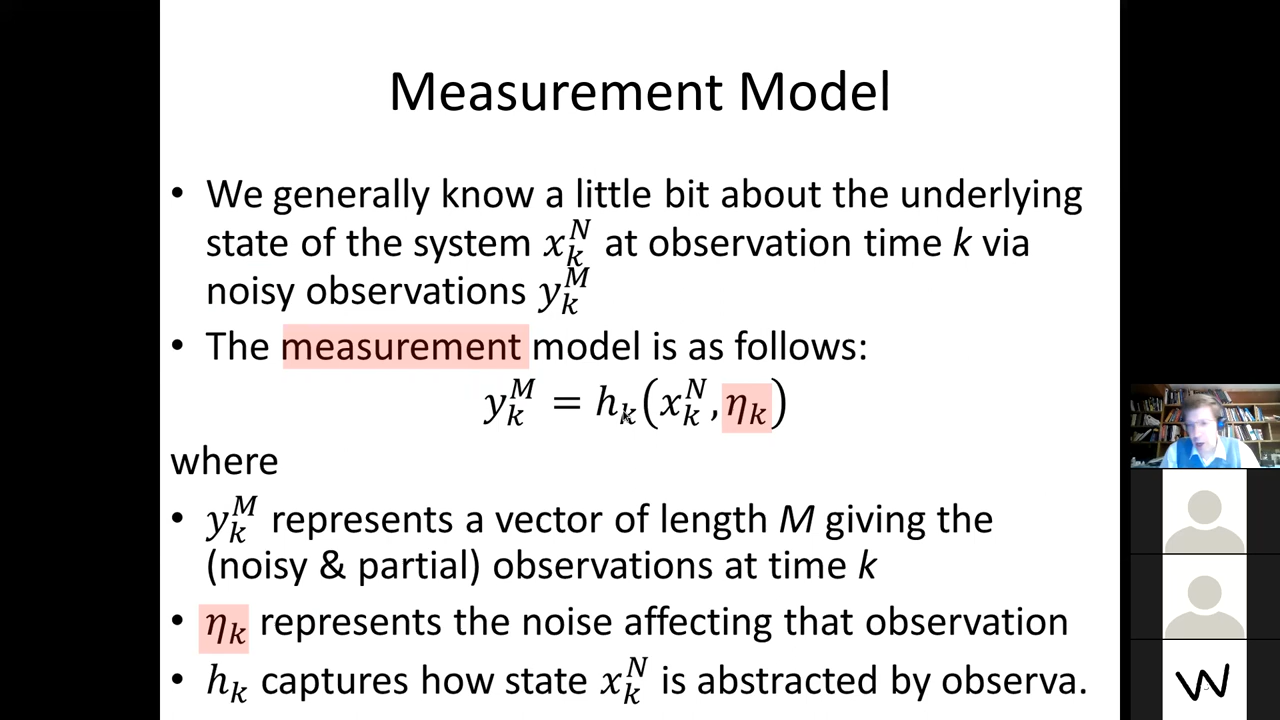 Measurement Model
• We generally know a little bit about the underlying
state of the system $x_k^N$ at observation time k via
noisy observations $y_k^M$
• The measurement model is as follows:
$y_k^M = h_k(x_k^N, \eta_k)$
where
• $y_k^M$ represents a vector of length M giving the
(noisy & partial) observations at time k
• $\eta_k$ represents the noise affecting that observation
• $h_k$ captures how state $x_k^N$ is abstracted by observa.
W